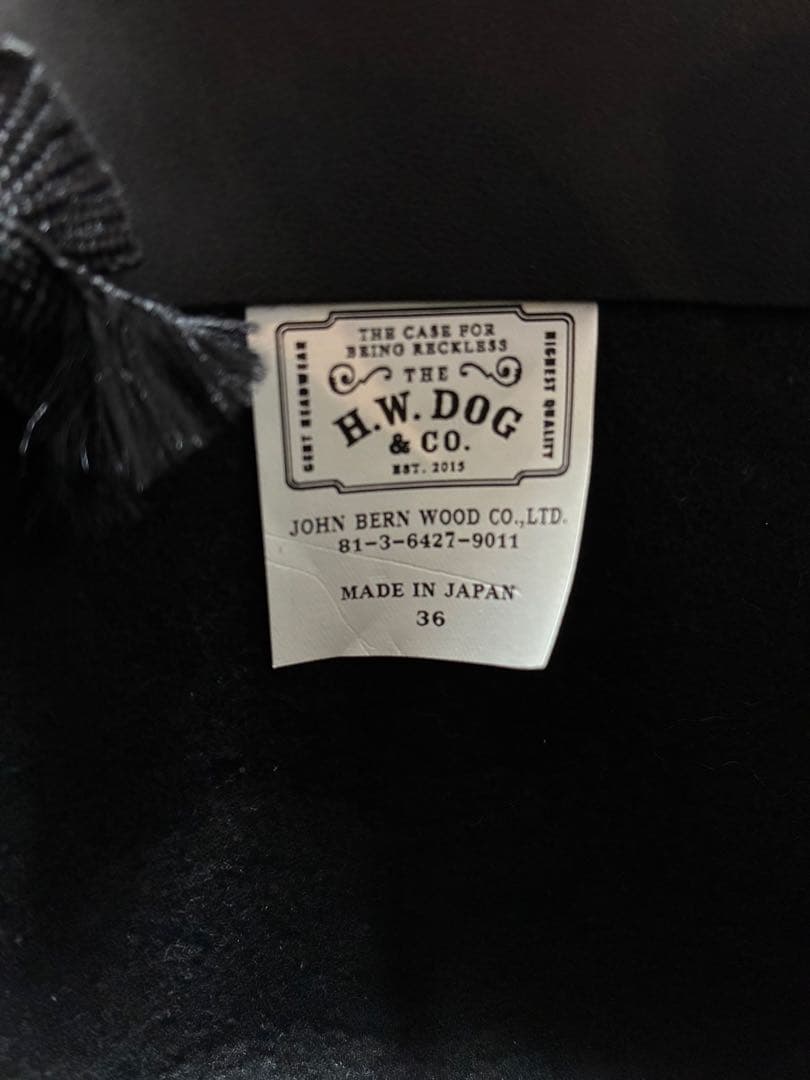 THE CASE FOR
BEING RECKLESS
THE
H.W. DOG
& CO.
EST. 2015
GENT HEADWEAR
HIGHEST QUALITY
JOHN BERN WOOD CO.,LTD.
81-3-6427-9011
MADE IN JAPAN
36